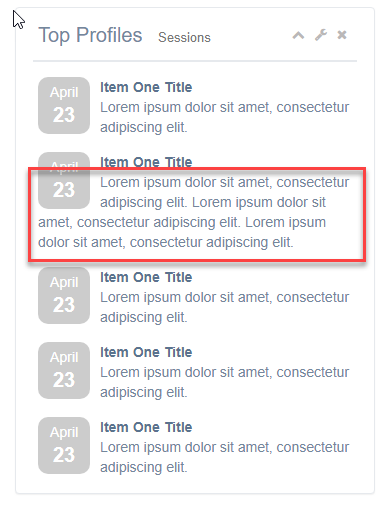 Top Profiles Sessions
April
23
Item One Title
Lorem ipsum dolor sit amet, consectetur
adipiscing elit.
April
23
Item One Title
Lorem ipsum dolor sit amet, consectetur
adipiscing elit. Lorem ipsum dolor sit
amet, consectetur adipiscing elit. Lorem ipsum
dolor sit amet, consectetur adipiscing elit.
April
23
Item One Title
Lorem ipsum dolor sit amet, consectetur
adipiscing elit.
April
23
Item One Title
Lorem ipsum dolor sit amet, consectetur
adipiscing elit.
April
23
Item One Title
Lorem ipsum dolor sit amet, consectetur
adipiscing elit.